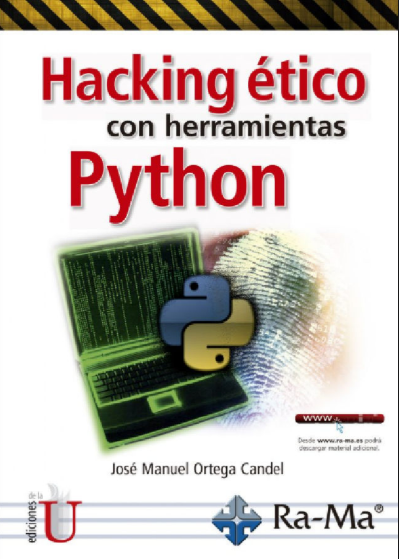 Hacking ético
con herramientas
Python
www
Desde www.ra-ma.es podrá
descargar material adicional.
José Manuel Ortega Candel
ediciones de la
U
Ra-Ma®